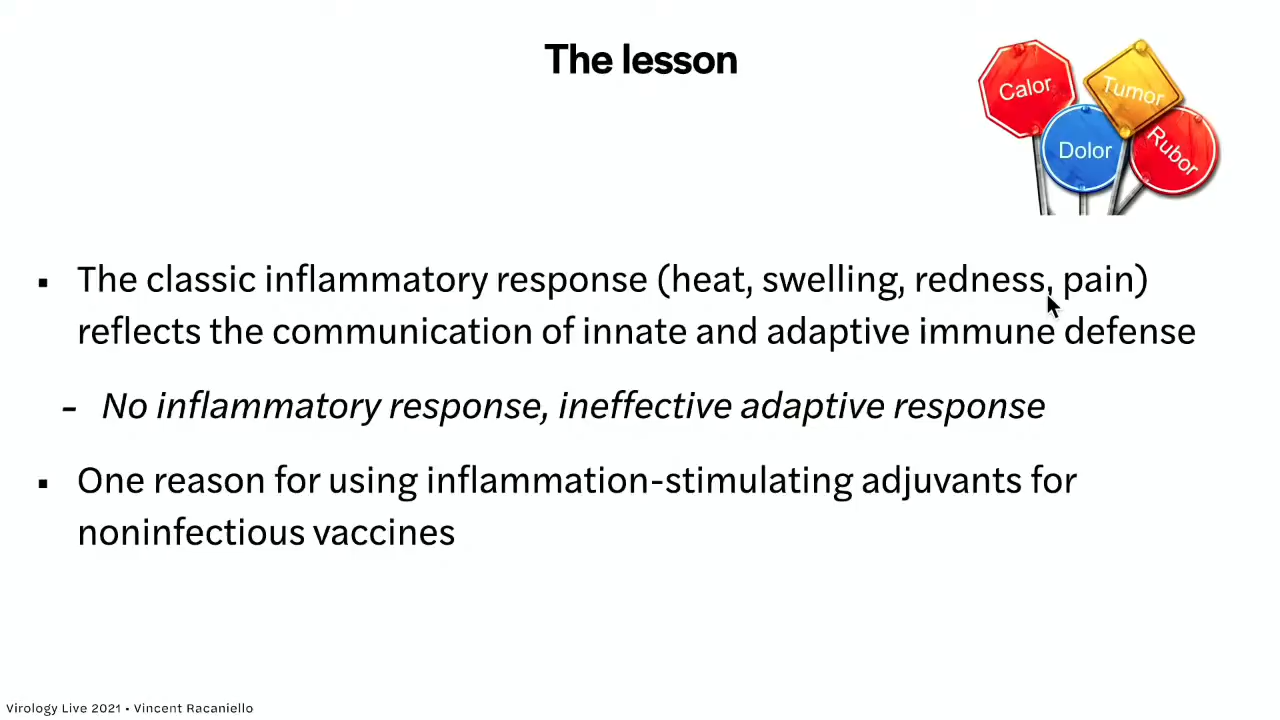 The lesson
Calor
Tumor
Dolor
Rubor
▪ The classic inflammatory response (heat, swelling, redness, pain)
reflects the communication of innate and adaptive immune defense
- No inflammatory response, ineffective adaptive response
▪ One reason for using inflammation-stimulating adjuvants for
noninfectious vaccines
Virology Live 2021 • Vincent Racaniello